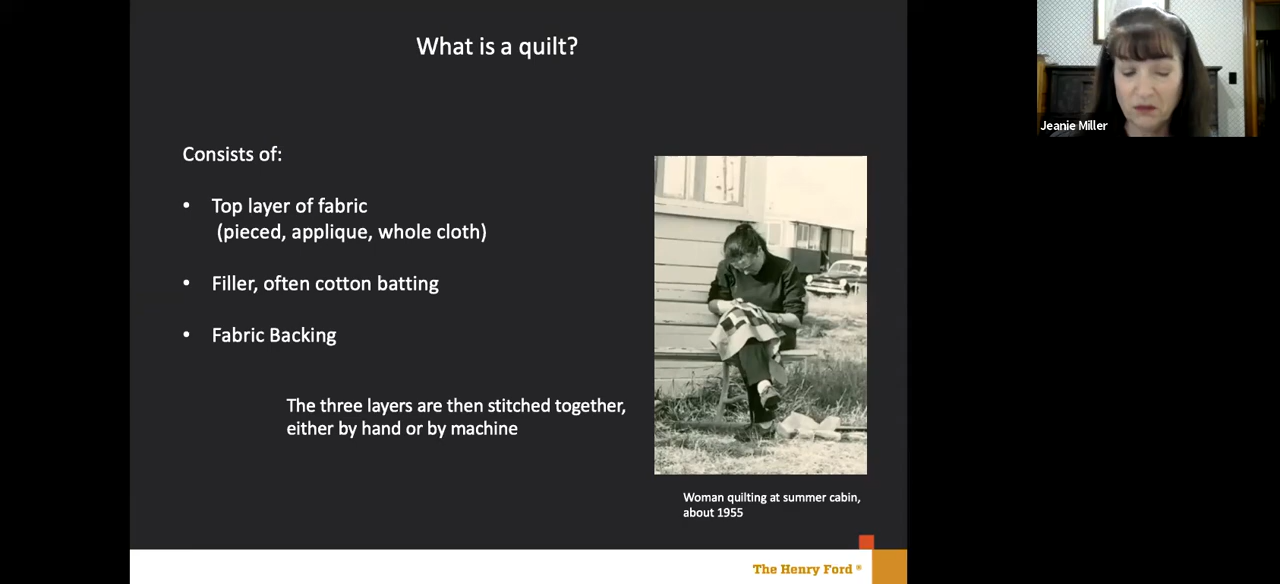 What is a quilt?
Jeanie Miller
Consists of:
• Top layer of fabric
(pieced, applique, whole cloth)
• Filler, often cotton batting
• Fabric Backing
The three layers are then stitched together,
either by hand or by machine
Woman quilting at summer cabin,
about 1955
The Henry Ford ®